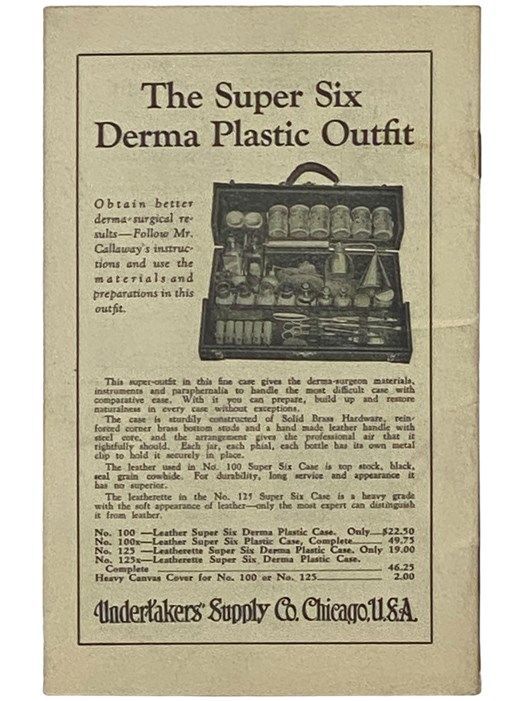 The Super Six
Derma Plastic Outfit
Obtain better
derma-surgical re-
sults—Follow Mr.
Callaway's instruc-
tions and use the
materials and
preparations in this
outfit.
This super-outfit in this fine case gives the derma-surgeon materials,
instruments and paraphernalia to handle the most difficult case with
comparative ease. With it you can prepare, build up and restore
naturalness in every case without exceptions.
The case is sturdily constructed of Solid Brass Hardware, rein-
forced corner brass bottom studs and a hand made leather handle with
steel core, and the arrangement gives the professional air that it
rightfully should. Each jar, each phial, each bottle has its own metal
clip to hold it securely in place.
The leather used in No. 100 Super Six Case is top stock, black,
seal grain cowhide. For durability, long service and appearance it
has no superior.
The leatherette in the No. 125 Super Six Case is a heavy grade
with the soft appearance of leather—only the most expert can distinguish
it from leather.
No. 100 —Leather Super Six Derma Plastic Case. Only $22.50
No. 100x—Leather Super Six Plastic Case, Complete 49.75
No. 125 —Leatherette Super Six Derma Plastic Case. Only 19.00
No. 125x—Leatherette Super Six Derma Plastic Case.
Complete 46.25
Heavy Canvas Cover for No. 100 or No. 125 2.00
Undertakers' Supply Co. Chicago, U.S.A.